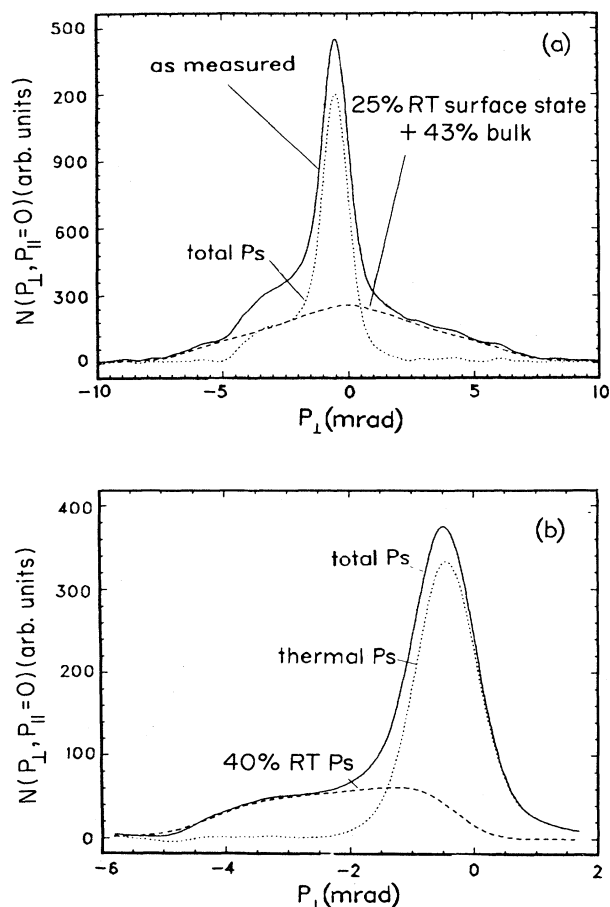 500
200
900
600
300
0
N(P⊥, P||=0)(arb. units)
(a)
as measured
25% RT surface state
+ 43% bulk
total Ps
-10
-5
0
5
10
P⊥(mrad)
400
300
200
100
0
N(P⊥, P||=0)(arb. units)
(b)
total Ps
thermal Ps
40% RT Ps
-6
-4
-2
0
2
P⊥(mrad)